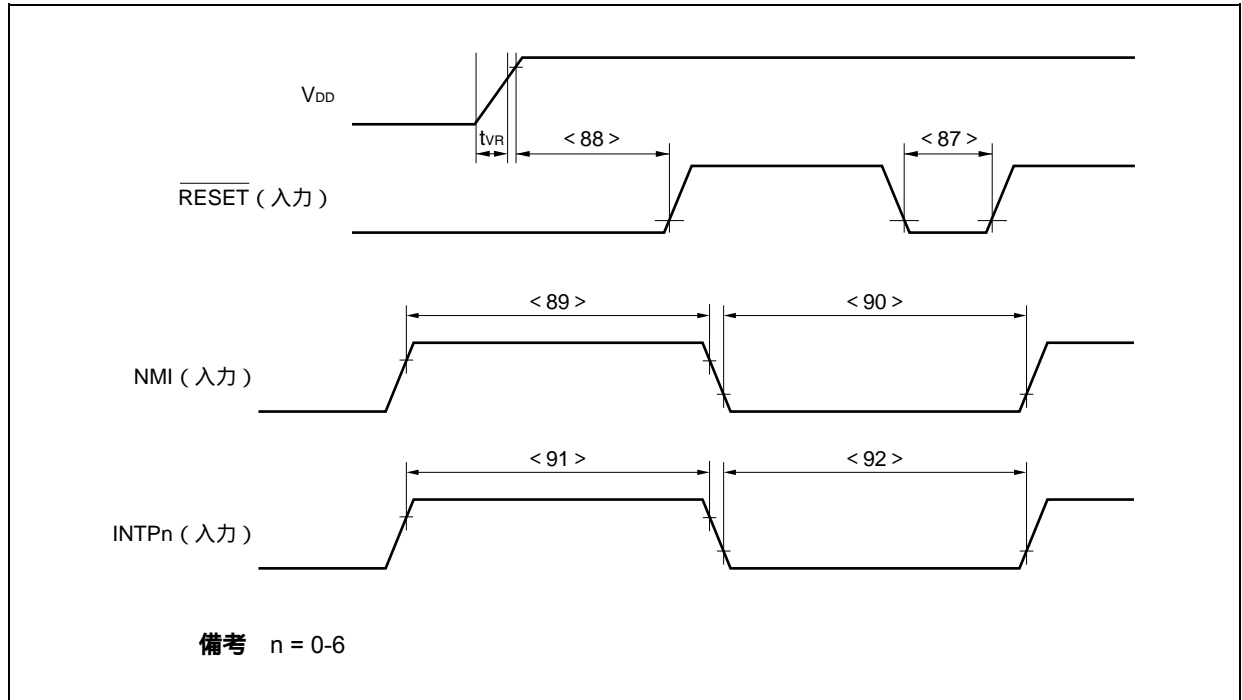 VDD
tVR
＜88＞
＜87＞
RESET（入力）
＜89＞
＜90＞
NMI（入力）
＜91＞
＜92＞
INTPn（入力）
備考 n = 0-6